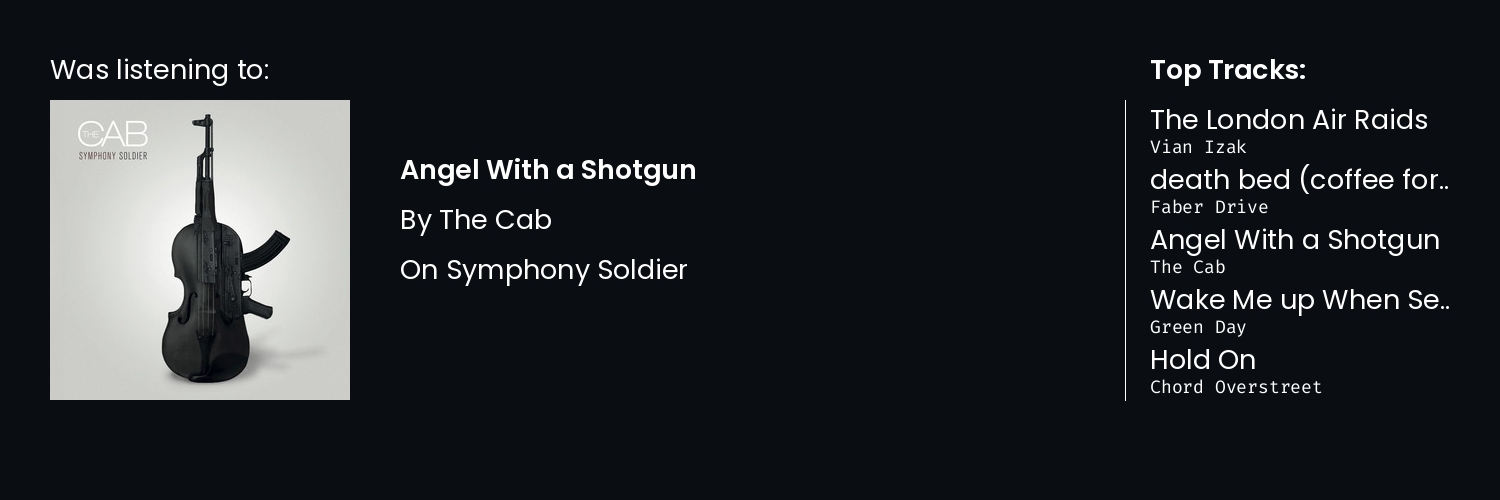 Was listening to:
THE CAB
SYMPHONY SOLDIER
Angel With a Shotgun
By The Cab
On Symphony Soldier
Top Tracks:
The London Air Raids
Vian Izak
death bed (coffee for..
Faber Drive
Angel With a Shotgun
The Cab
Wake Me up When Se..
Green Day
Hold On
Chord Overstreet